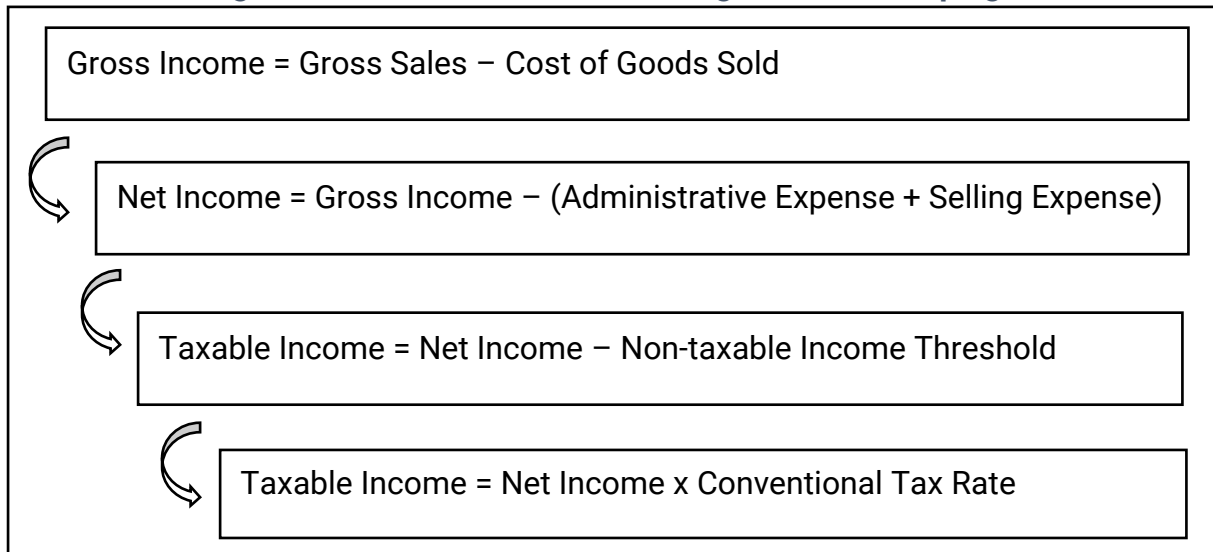 Gross Income = Gross Sales – Cost of Goods Sold
Net Income = Gross Income – (Administrative Expense + Selling Expense)
Taxable Income = Net Income – Non-taxable Income Threshold
Taxable Income = Net Income x Conventional Tax Rate